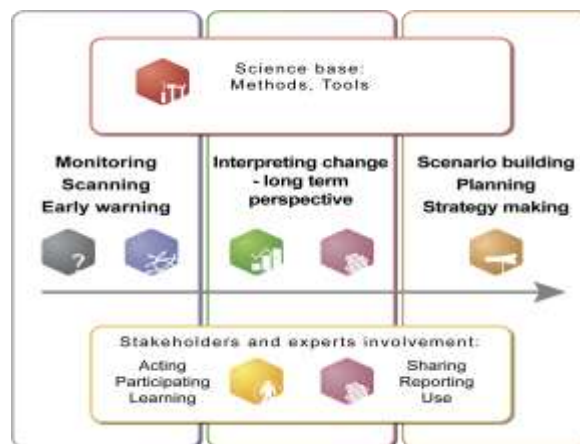 Science base:
Methods, Tools
Monitoring
Scanning
Early warning
Interpreting change
- long term
perspective
Scenario building
Planning
Strategy making
?
Stakeholders and experts involvement:
Acting
Participating
Learning
Sharing
Reporting
Use